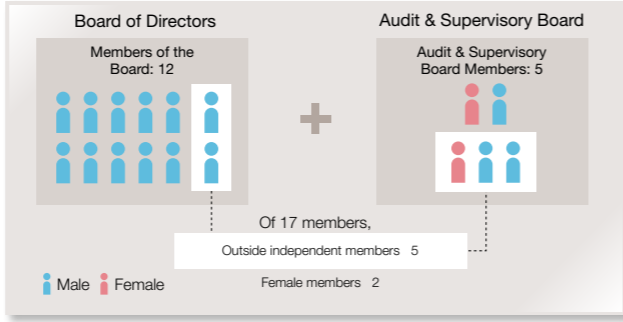 Board of Directors
Members of the
Board: 12
Audit & Supervisory Board
Audit & Supervisory
Board Members: 5
Of 17 members,
Outside independent members 5
Female members 2
Male Female